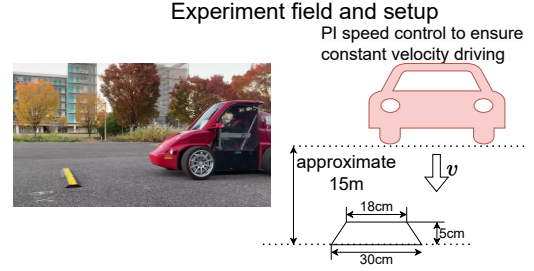 Experiment field and setup
PI speed control to ensure
constant velocity driving
approximate
15m
v
18cm
5cm
30cm